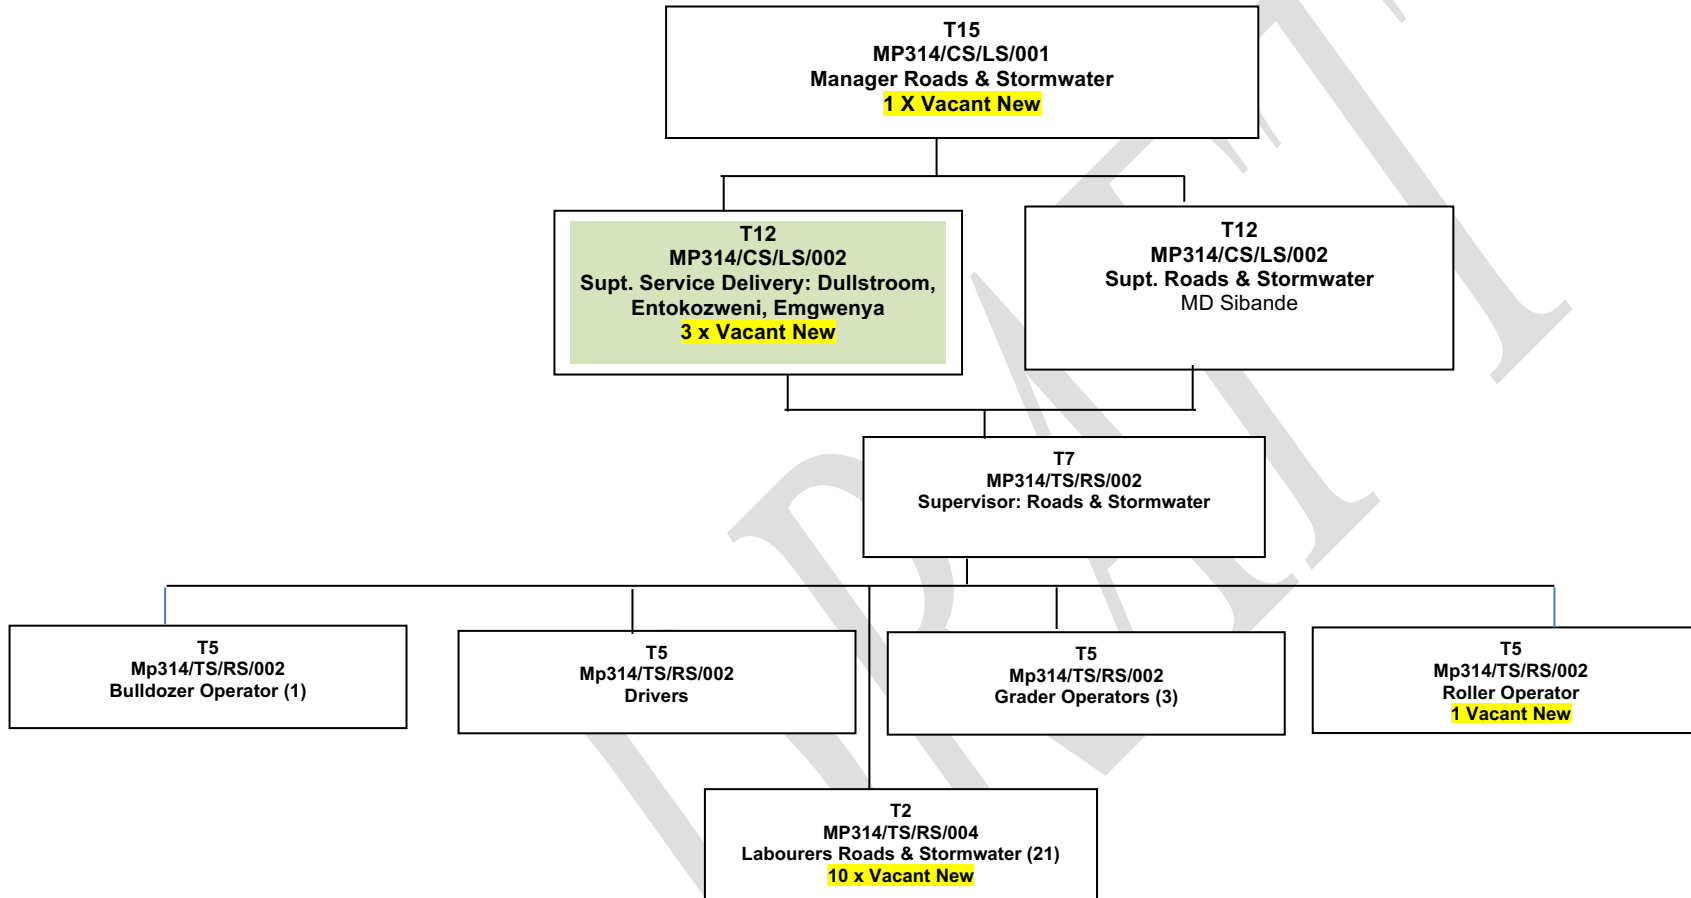 T15
MP314/CS/LS/001
Manager Roads & Stormwater
1 X Vacant New
T12
MP314/CS/LS/002
Supt. Service Delivery: Dullstroom,
Entokozweni, Emgwenya
3 x Vacant New
T12
MP314/CS/LS/002
Supt. Roads & Stormwater
MD Sibande
T7
MP314/TS/RS/002
Supervisor: Roads & Stormwater
T5
Mp314/TS/RS/002
Bulldozer Operator (1)
T5
Mp314/TS/RS/002
Drivers
T5
Mp314/TS/RS/002
Grader Operators (3)
T5
Mp314/TS/RS/002
Roller Operator
1 Vacant New
T2
MP314/TS/RS/004
Labourers Roads & Stormwater (21)
10 x Vacant New
DRAFT